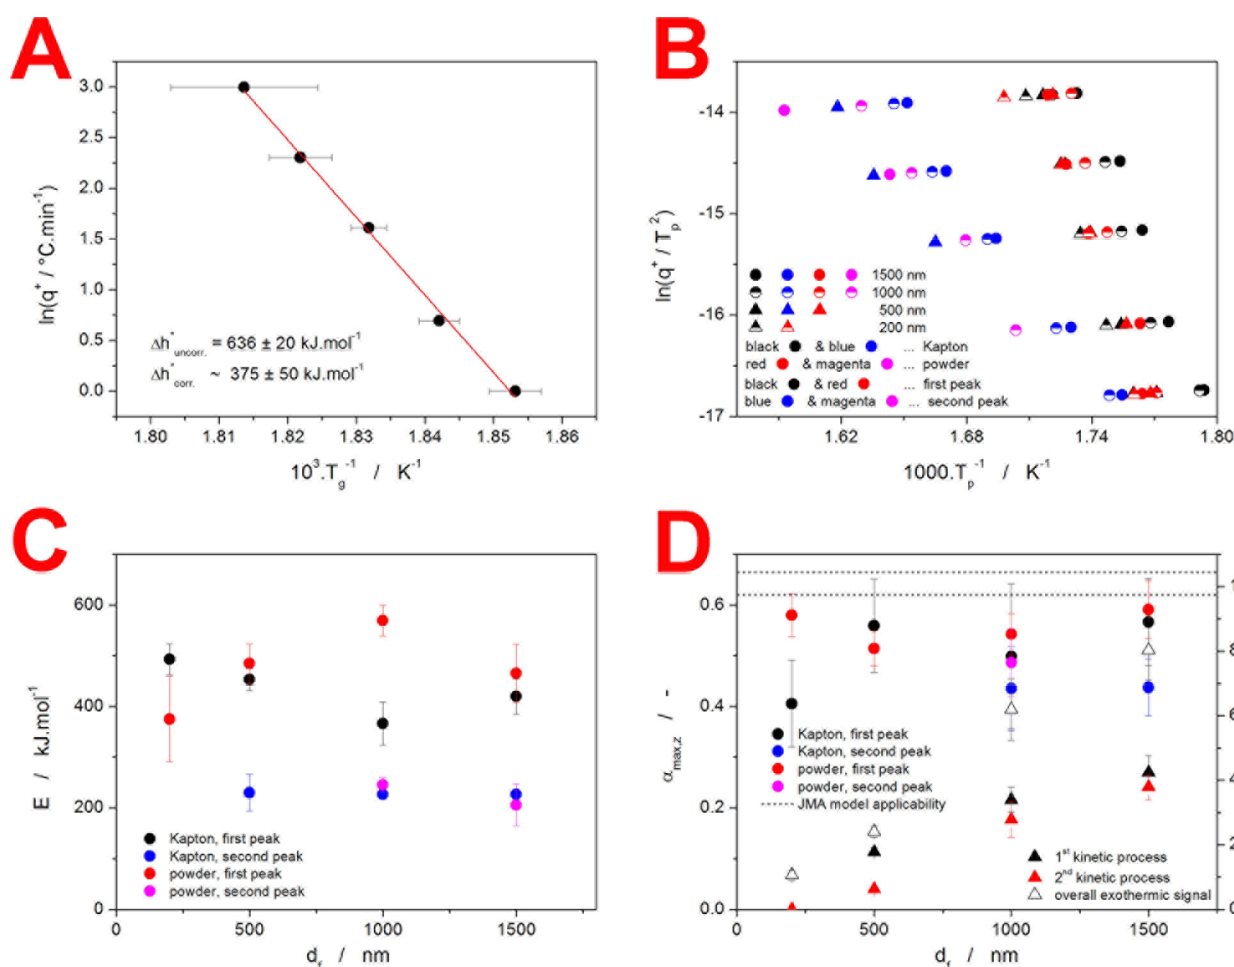 A
B
3.0
2.5
2.0
1.5
1.0
0.5
0.0
ln(q⁺ / °C.min⁻¹)
Δh*uncorr. = 636 ± 20 kJ.mol⁻¹
Δh*corr. ~ 375 ± 50 kJ.mol⁻¹
1.80 1.81 1.82 1.83 1.84 1.85 1.86
10³.Tg⁻¹ / K⁻¹
-14
-15
-16
-17
ln(q⁺ / Tp²)
1500 nm
1000 nm
500 nm
200 nm
black & blue ... Kapton
red & magenta ... powder
black & red ... first peak
blue & magenta ... second peak
1.62 1.68 1.74 1.80
1000.Tp⁻¹ / K⁻¹
C
D
600
400
200
0
E / kJ.mol⁻¹
Kapton, first peak
Kapton, second peak
powder, first peak
powder, second peak
0 500 1000 1500
df / nm
0.6
0.4
0.2
0.0
αmax,z / -
Kapton, first peak
Kapton, second peak
powder, first peak
powder, second peak
JMA model applicability
1st kinetic process
2nd kinetic process
overall exothermic signal
8
6
4
2
0
0 500 1000 1500
df / nm